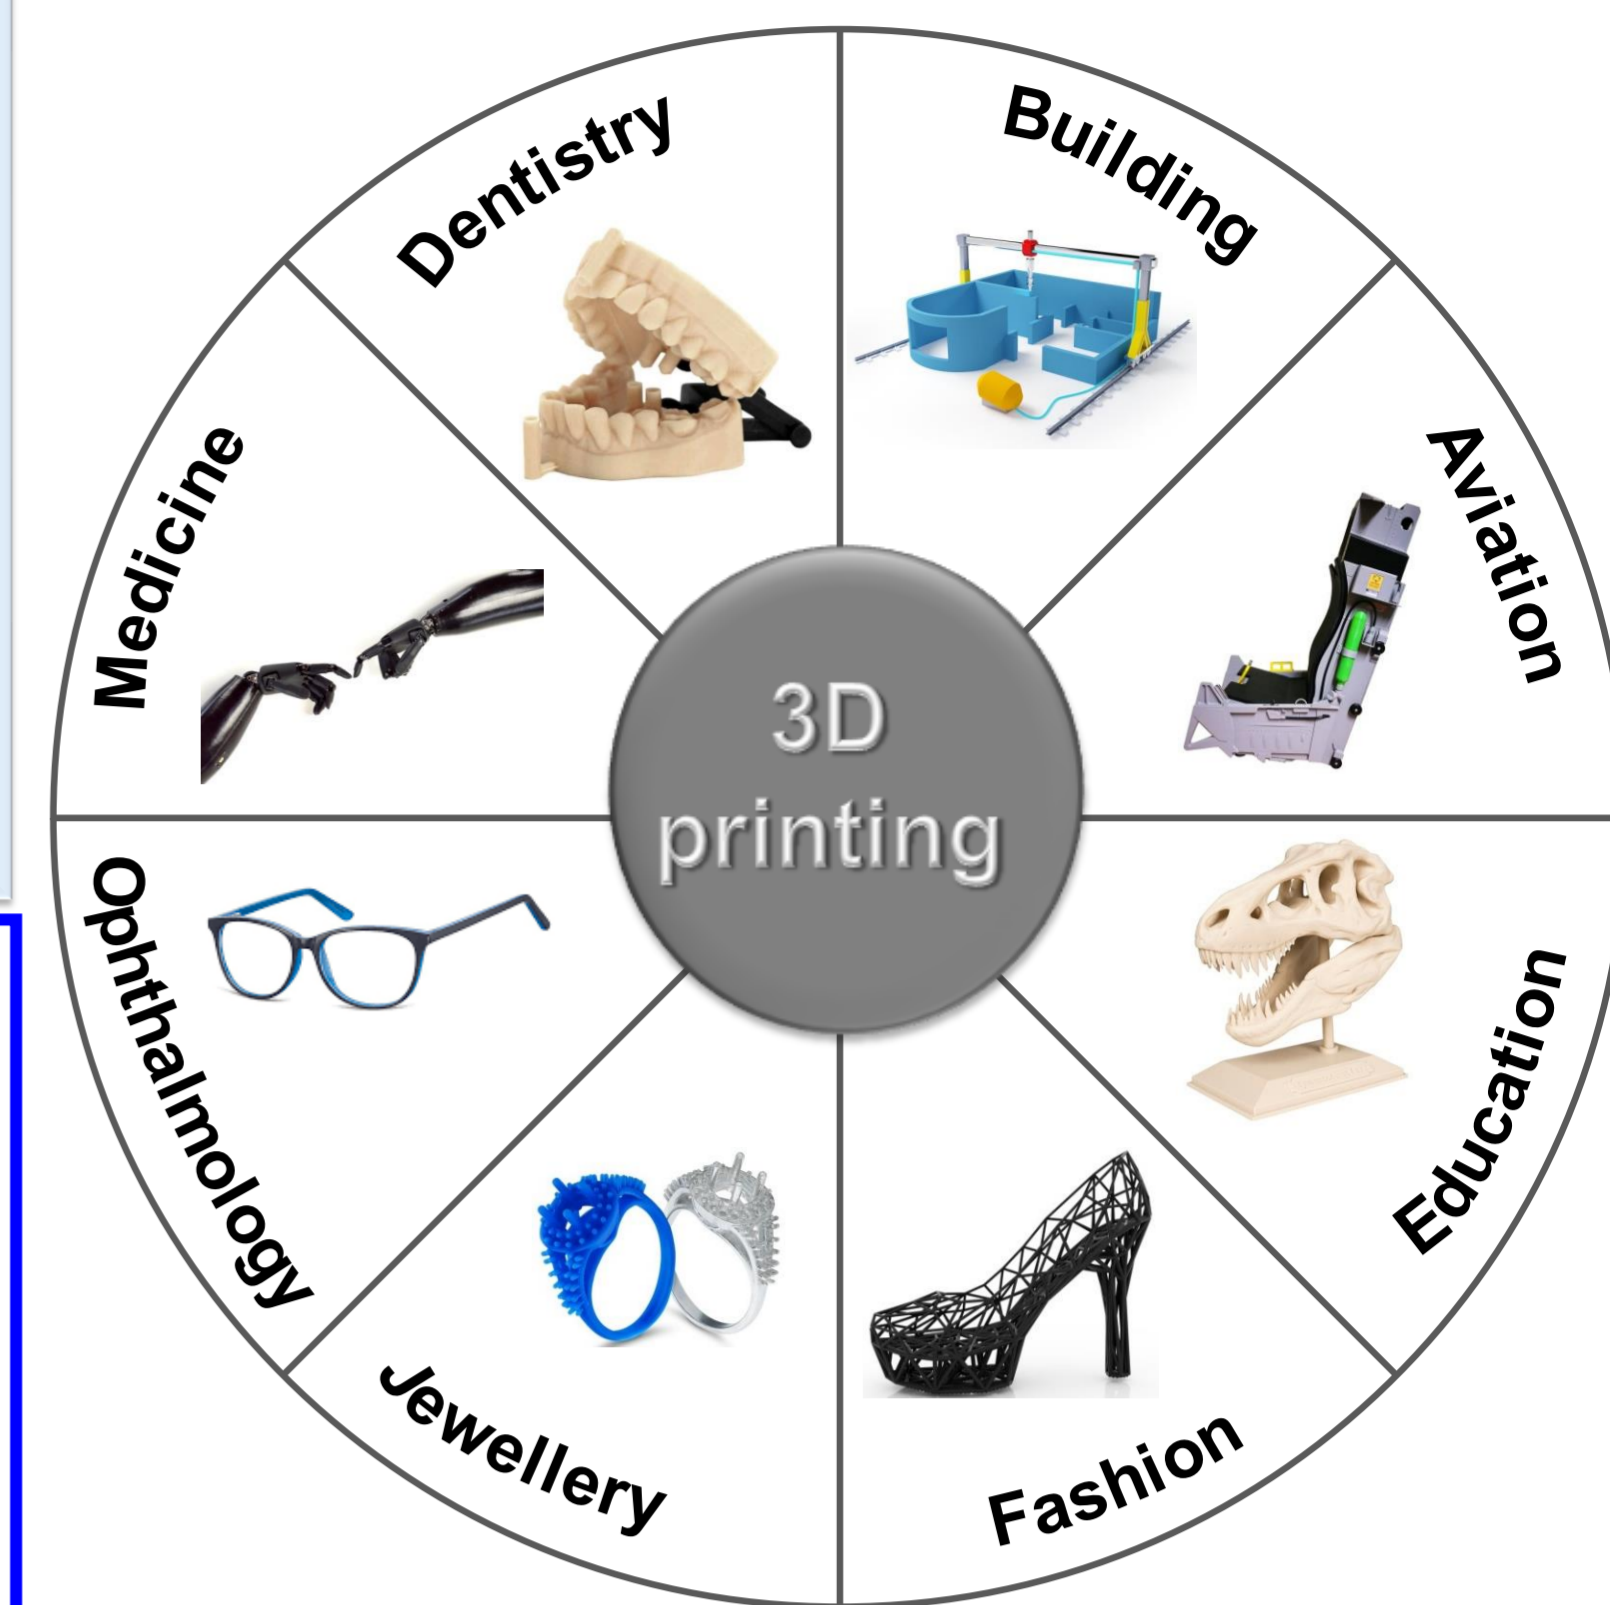 Dentistry
Building
Medicine
Aviation
3D
printing
Ophthalmology
Education
Jewellery
Fashion